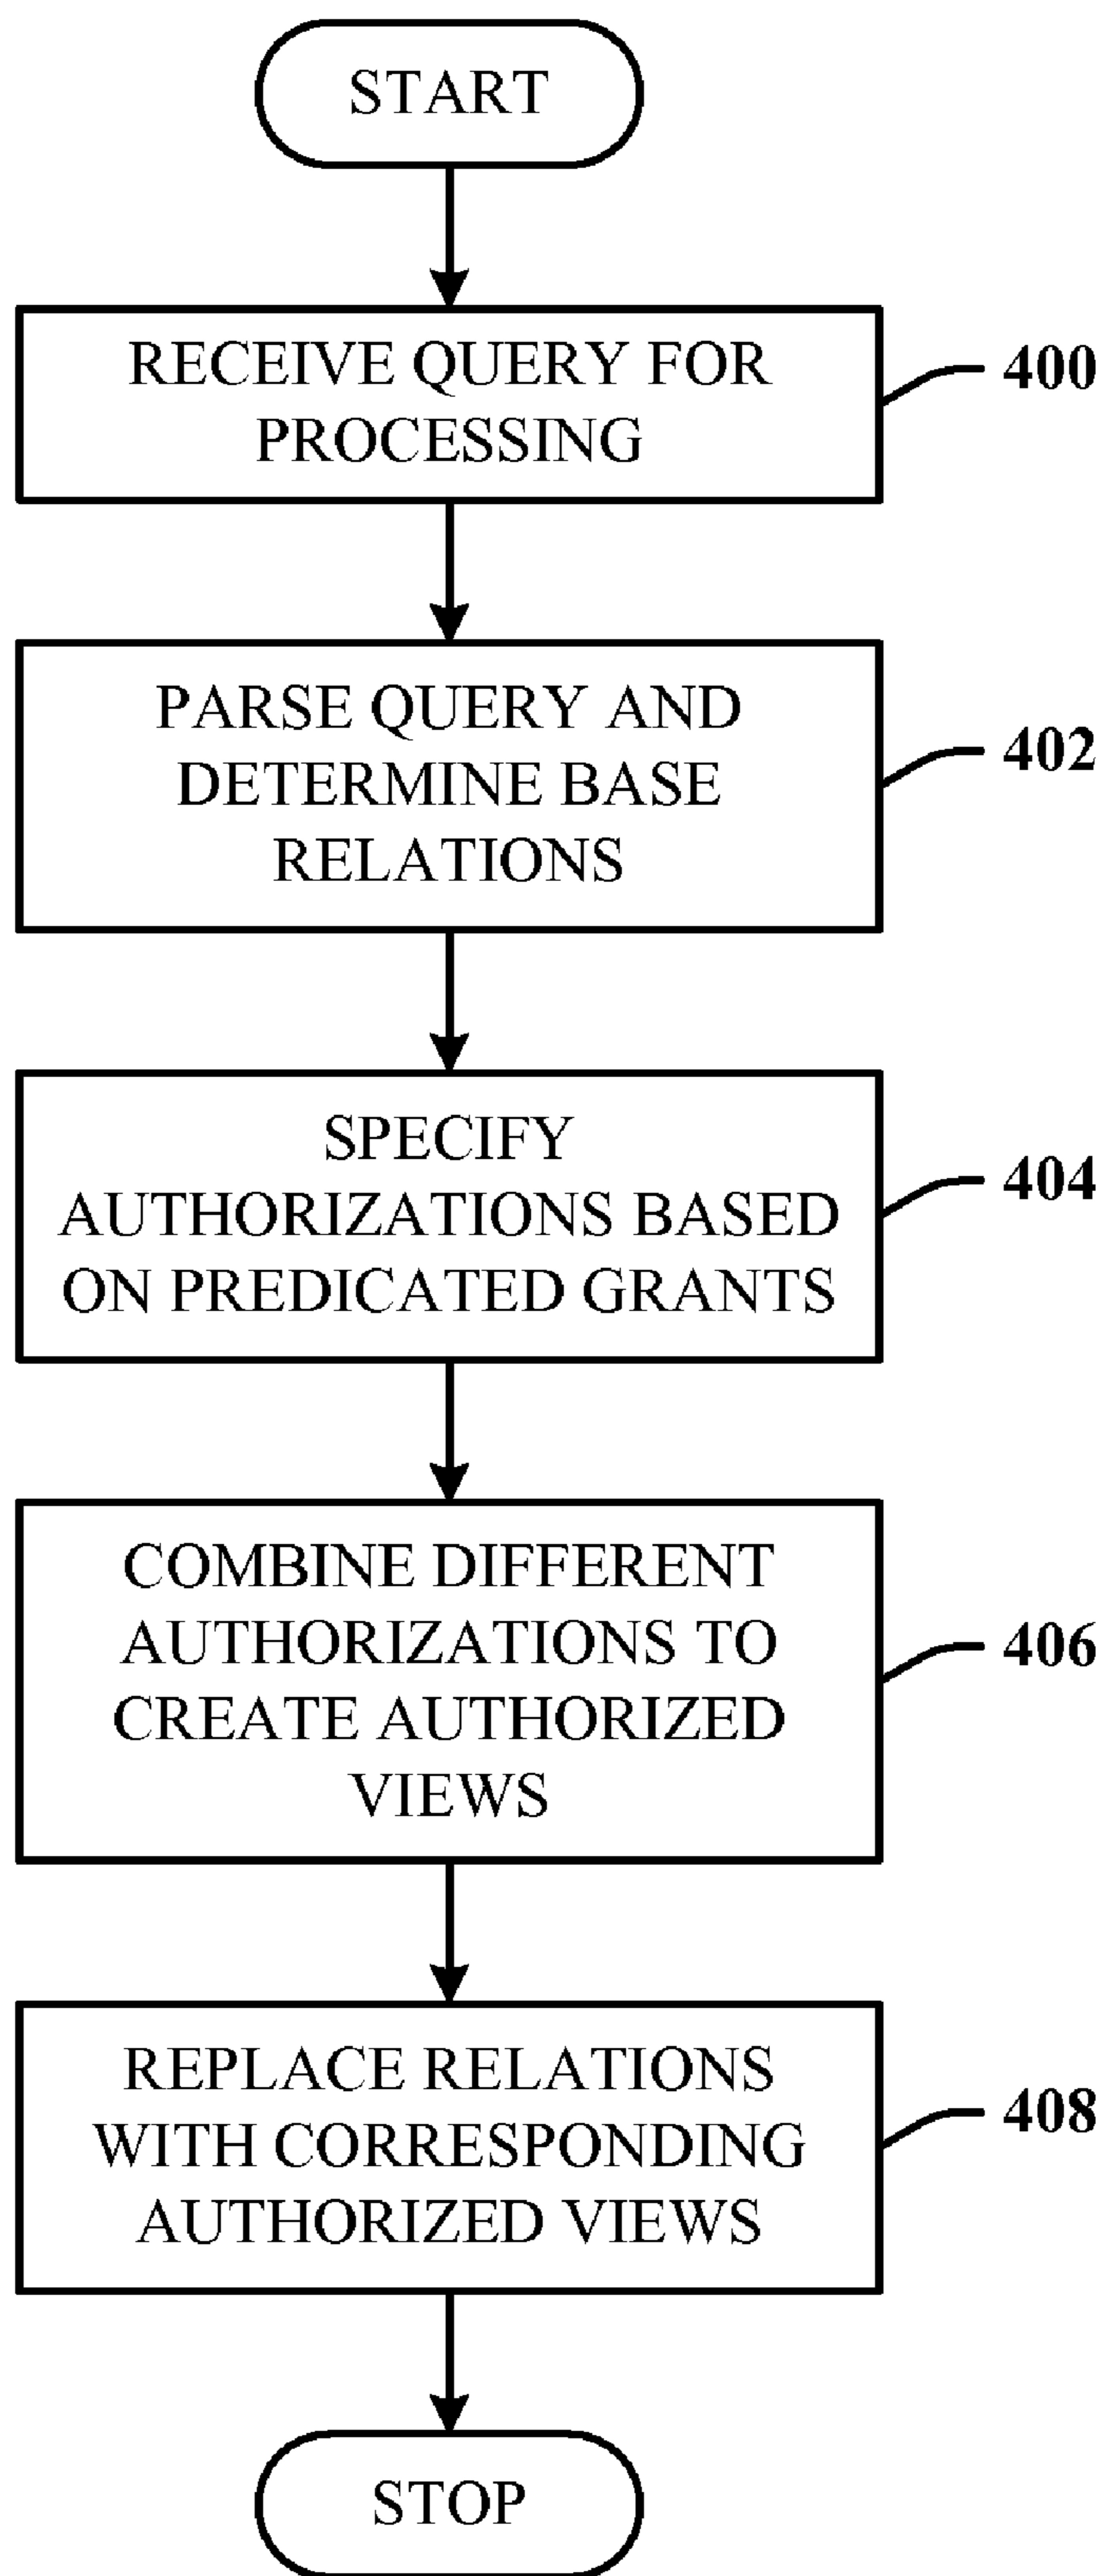 START
RECEIVE QUERY FOR
PROCESSING
400
PARSE QUERY AND
DETERMINE BASE
RELATIONS
402
SPECIFY
AUTHORIZATIONS BASED
ON PREDICATED GRANTS
404
COMBINE DIFFERENT
AUTHORIZATIONS TO
CREATE AUTHORIZED
VIEWS
406
REPLACE RELATIONS
WITH CORRESPONDING
AUTHORIZED VIEWS
408
STOP